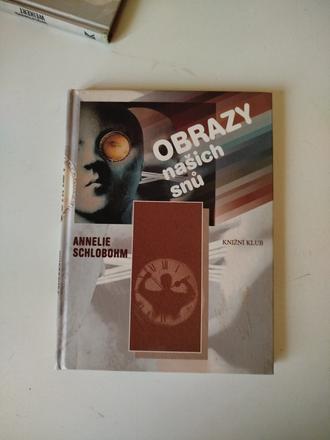 OBRAZY
našich
snů
ANNELIE
SCHLOBOHM
KNIŽNÍ KLUB